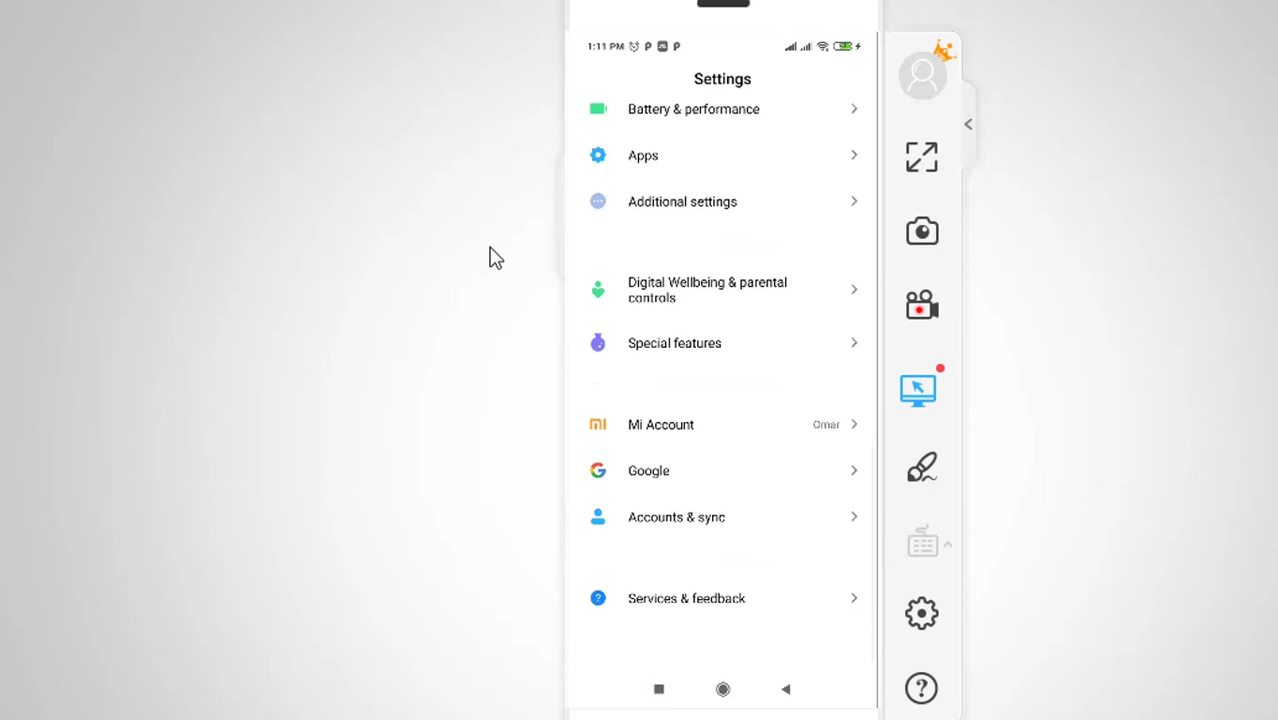 1:11 PM
Settings
Battery & performance
Apps
Additional settings
Digital Wellbeing & parental
controls
Special features
Mi Account Omar
Google
Accounts & sync
Services & feedback